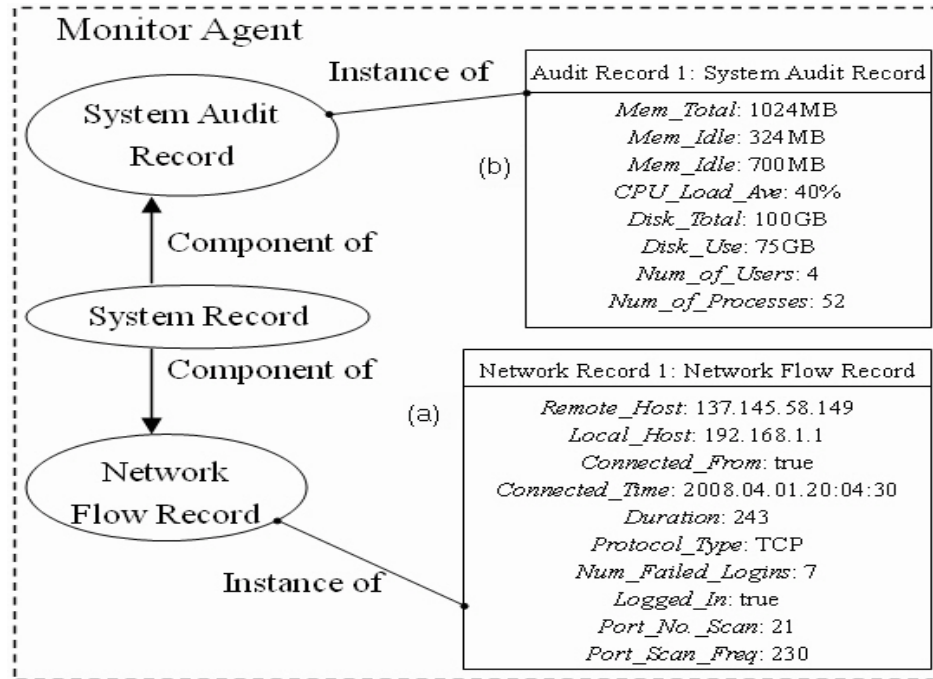 Monitor Agent
Instance of
System Audit
Record
Audit Record 1: System Audit Record
Mem_Total: 1024MB
Mem_Idle: 324MB
Mem_Idle: 700MB
CPU_Load_Ave: 40%
Disk_Total: 100GB
Disk_Use: 75GB
Num_of_Users: 4
Num_of_Processes: 52
(b)
Component of
System Record
Component of
(a)
Network
Flow Record
Instance of
Network Record 1: Network Flow Record
Remote_Host: 137.145.58.149
Local_Host: 192.168.1.1
Connected_From: true
Connected_Time: 2008.04.01.20:04:30
Duration: 243
Protocol_Type: TCP
Num_Failed_Logins: 7
Logged_In: true
Port_No._Scan: 21
Port_Scan_Freq: 230